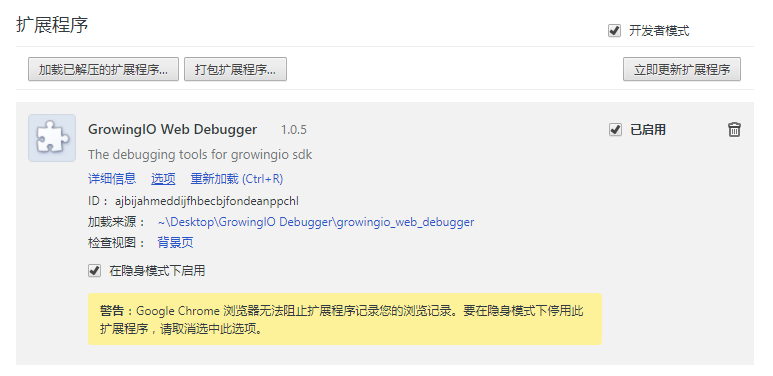 扩展程序
开发者模式
加载已解压的扩展程序... 打包扩展程序... 立即更新扩展程序
GrowingIO Web Debugger 1.0.5 已启用
The debugging tools for growingio sdk
详细信息 选项 重新加载 (Ctrl+R)
ID：ajbijahmeddijfhbecbjfondeanppchl
加载来源： ~\Desktop\GrowingIO Debugger\growingio_web_debugger
检查视图： 背景页
在隐身模式下启用
警告：Google Chrome 浏览器无法阻止扩展程序记录您的浏览记录。要在隐身模式下停用此
扩展程序，请取消选中此选项。